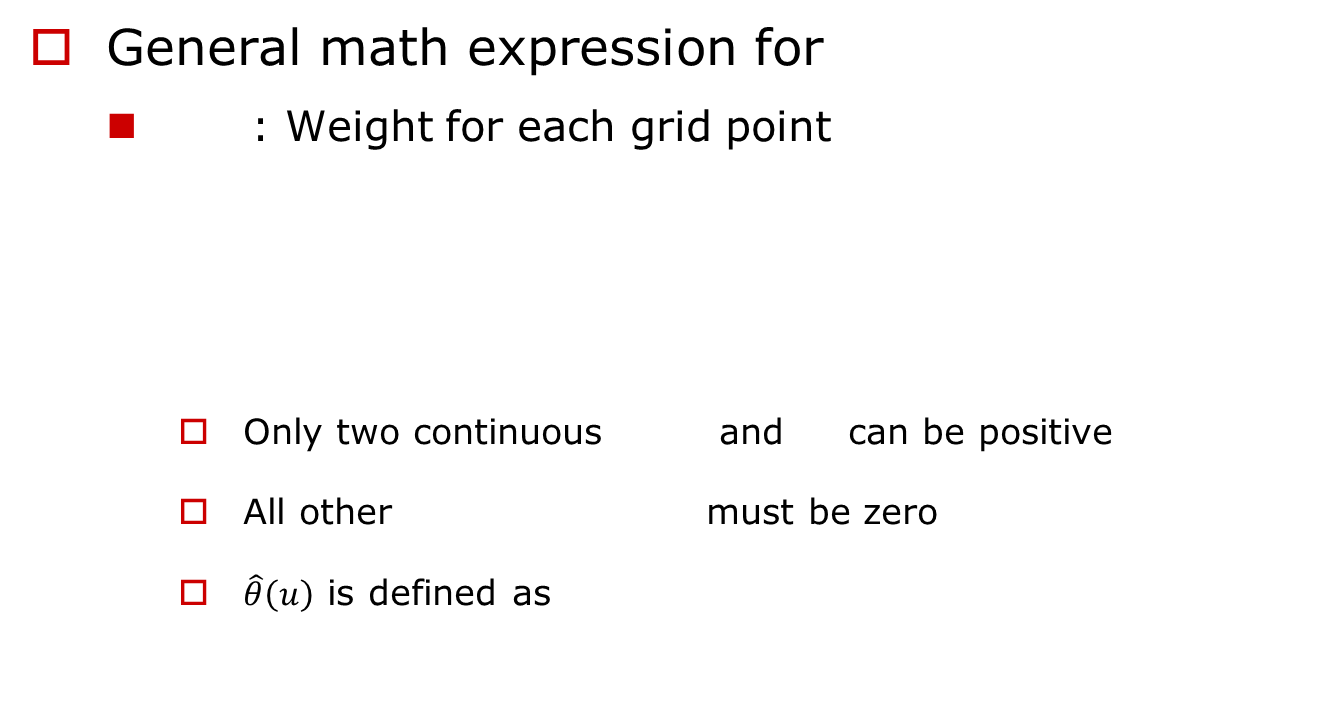 General math expression for
: Weight for each grid point
Only two continuous and can be positive
All other must be zero
θ̂(u) is defined as